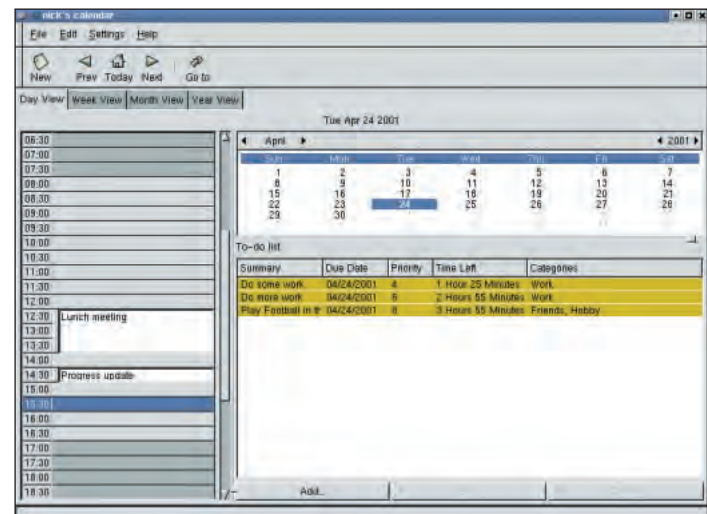 nick's calendar
File Edit Settings Help
New Prev Today Next Go to
Day View Week View Month View Year View
Tue Apr 24 2001
06:30
07:00
07:30
08:00
08:30
09:00
09:30
10:00
10:30
11:00
11:30
12:00
12:30 Lunch meeting
13:00
13:30
14:00
14:30 Progress update
15:00
15:30
16:00
16:30
17:00
17:30
18:00
18:30
April 2001
Sun Mon Tue Wed Thu Fri Sat
1 2 3 4 5 6 7
8 9 10 11 12 13 14
15 16 17 18 19 20 21
22 23 24 25 26 27 28
29 30
To-do list
Summary Due Date Priority Time Left Categories
Do some work 04/24/2001 4 1 Hour 25 Minutes Work
Do more work 04/24/2001 6 2 Hours 55 Minutes Work
Play Football in th 04/24/2001 8 3 Hours 55 Minutes Friends, Hobby
Add...